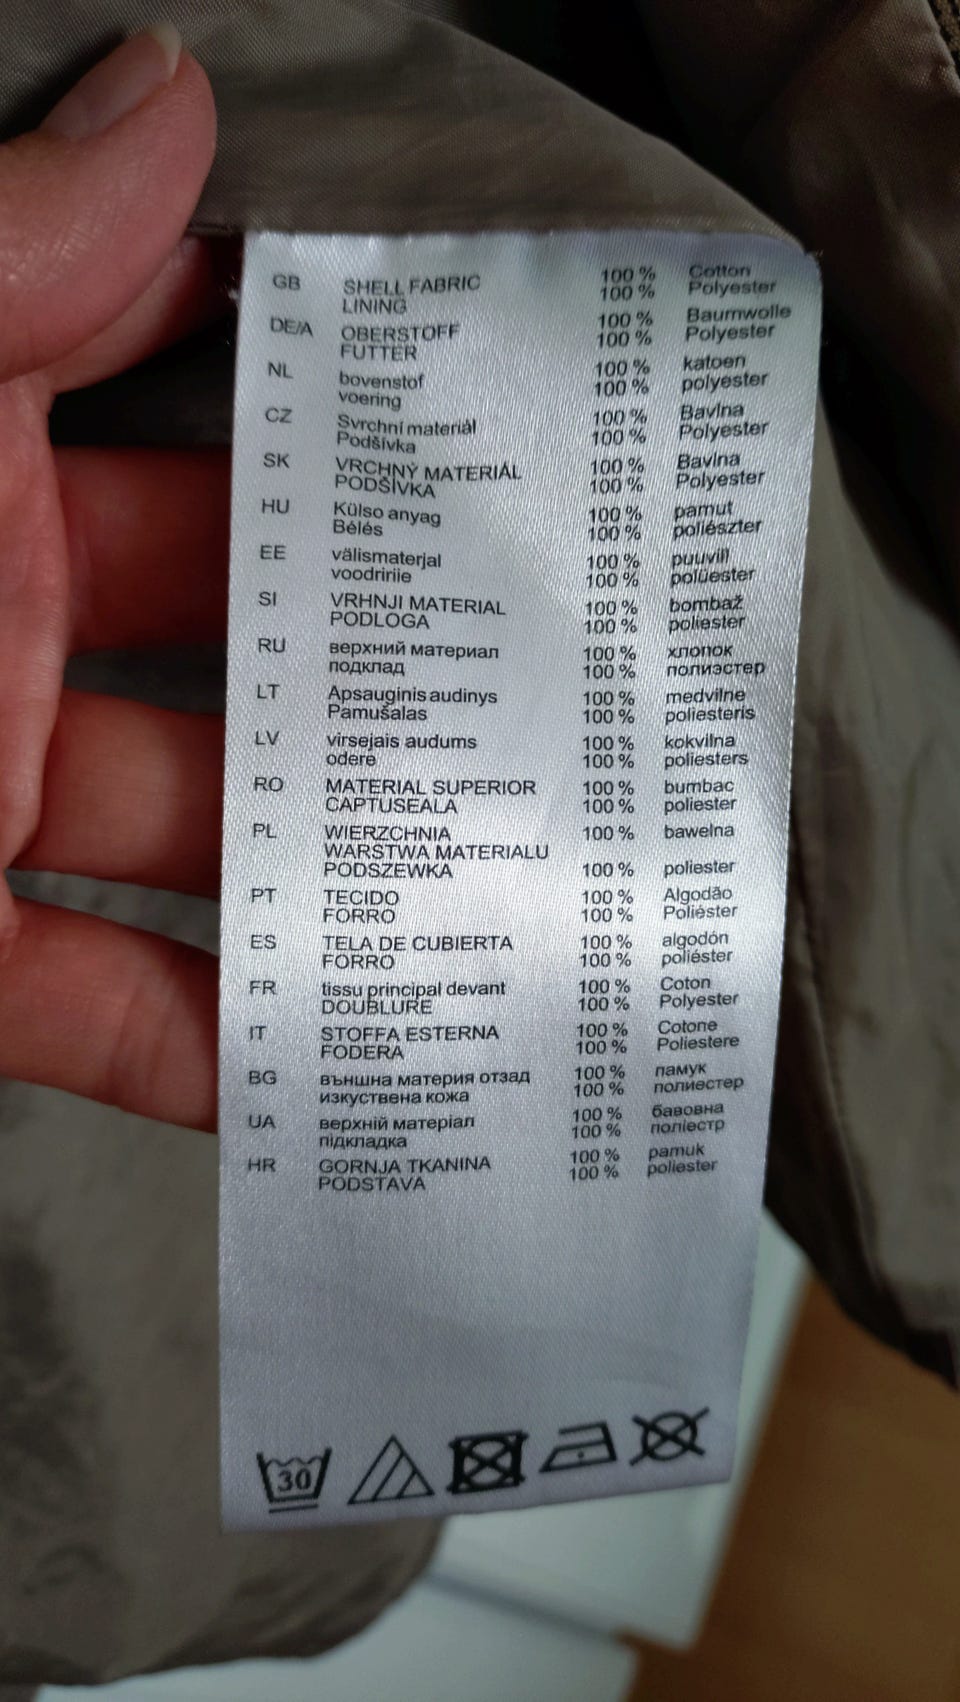 GB SHELL FABRIC 100 % Cotton
LINING 100 % Polyester
DE/A OBERSTOFF 100 % Baumwolle
FUTTER 100 % Polyester
NL bovenstof 100 % katoen
voering 100 % polyester
CZ Svrchní materiál 100 % Bavlna
Podšívka 100 % Polyester
SK VRCHNÝ MATERIÁL 100 % Bavlna
PODŠÍVKA 100 % Polyester
HU Külso anyag 100 % pamut
Bélés 100 % poliészter
EE välismaterjal 100 % puuvill
voodririie 100 % polüester
SI VRHNJI MATERIAL 100 % bombaž
PODLOGA 100 % poliester
RU верхний материал 100 % хлопок
подклад 100 % полиэстер
LT Apsauginis audinys 100 % medvilne
Pamušalas 100 % poliesteris
LV virsejais audums 100 % kokvilna
odere 100 % poliesters
RO MATERIAL SUPERIOR 100 % bumbac
CAPTUSEALA 100 % poliester
PL WIERZCHNIA 100 % bawelna
WARSTWA MATERIALU
PODSZEWKA 100 % poliester
PT TECIDO 100 % Algodão
FORRO 100 % Poliéster
ES TELA DE CUBIERTA 100 % algodón
FORRO 100 % poliéster
FR tissu principal devant 100 % Coton
DOUBLURE 100 % Polyester
IT STOFFA ESTERNA 100 % Cotone
FODERA 100 % Poliestere
BG външна материя отзад 100 % памук
изкуствена кожа 100 % полиестер
UA верхній матеріал 100 % бавовна
підкладка 100 % поліестр
HR GORNJA TKANINA 100 % pamuk
PODSTAVA 100 % poliester
30